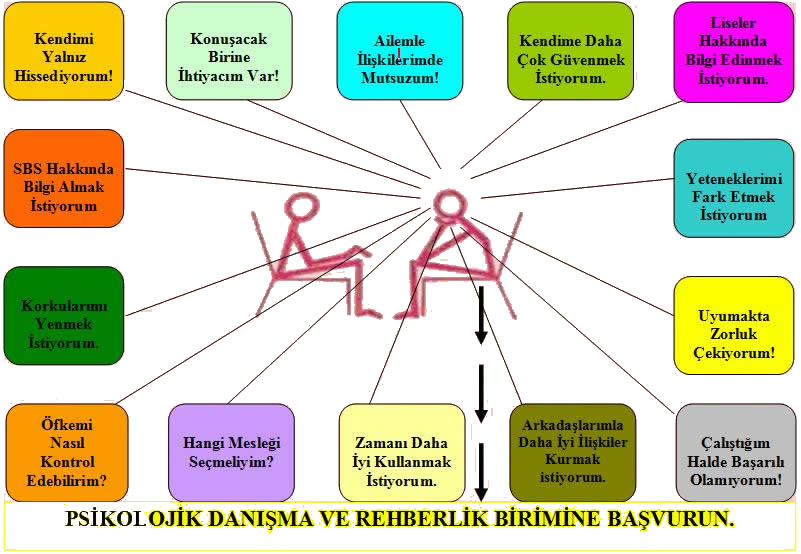 Kendimi
Yalnız
Hissediyorum!
Konuşacak
Birine
İhtiyacım Var!
Ailemle
İlişkilerimde
Mutsuzum!
Kendime Daha
Çok Güvenmek
İstiyorum.
Liseler
Hakkında
Bilgi Edinmek
İstiyorum.
SBS Hakkında
Bilgi Almak
İstiyorum
Yeteneklerimi
Fark Etmek
İstiyorum
Korkularımı
Yenmek
İstiyorum.
Uyumakta
Zorluk
Çekiyorum!
Öfkemi
Nasıl
Kontrol
Edebilirim?
Hangi Mesleği
Seçmeliyim?
Zamanı Daha
İyi Kullanmak
İstiyorum.
Arkadaşlarımla
Daha İyi İlişkiler
Kurmak
istiyorum.
Çalıştığım
Halde Başarılı
Olamıyorum!
PSİKOLOJİK DANIŞMA VE REHBERLİK BİRİMİNE BAŞVURUN.